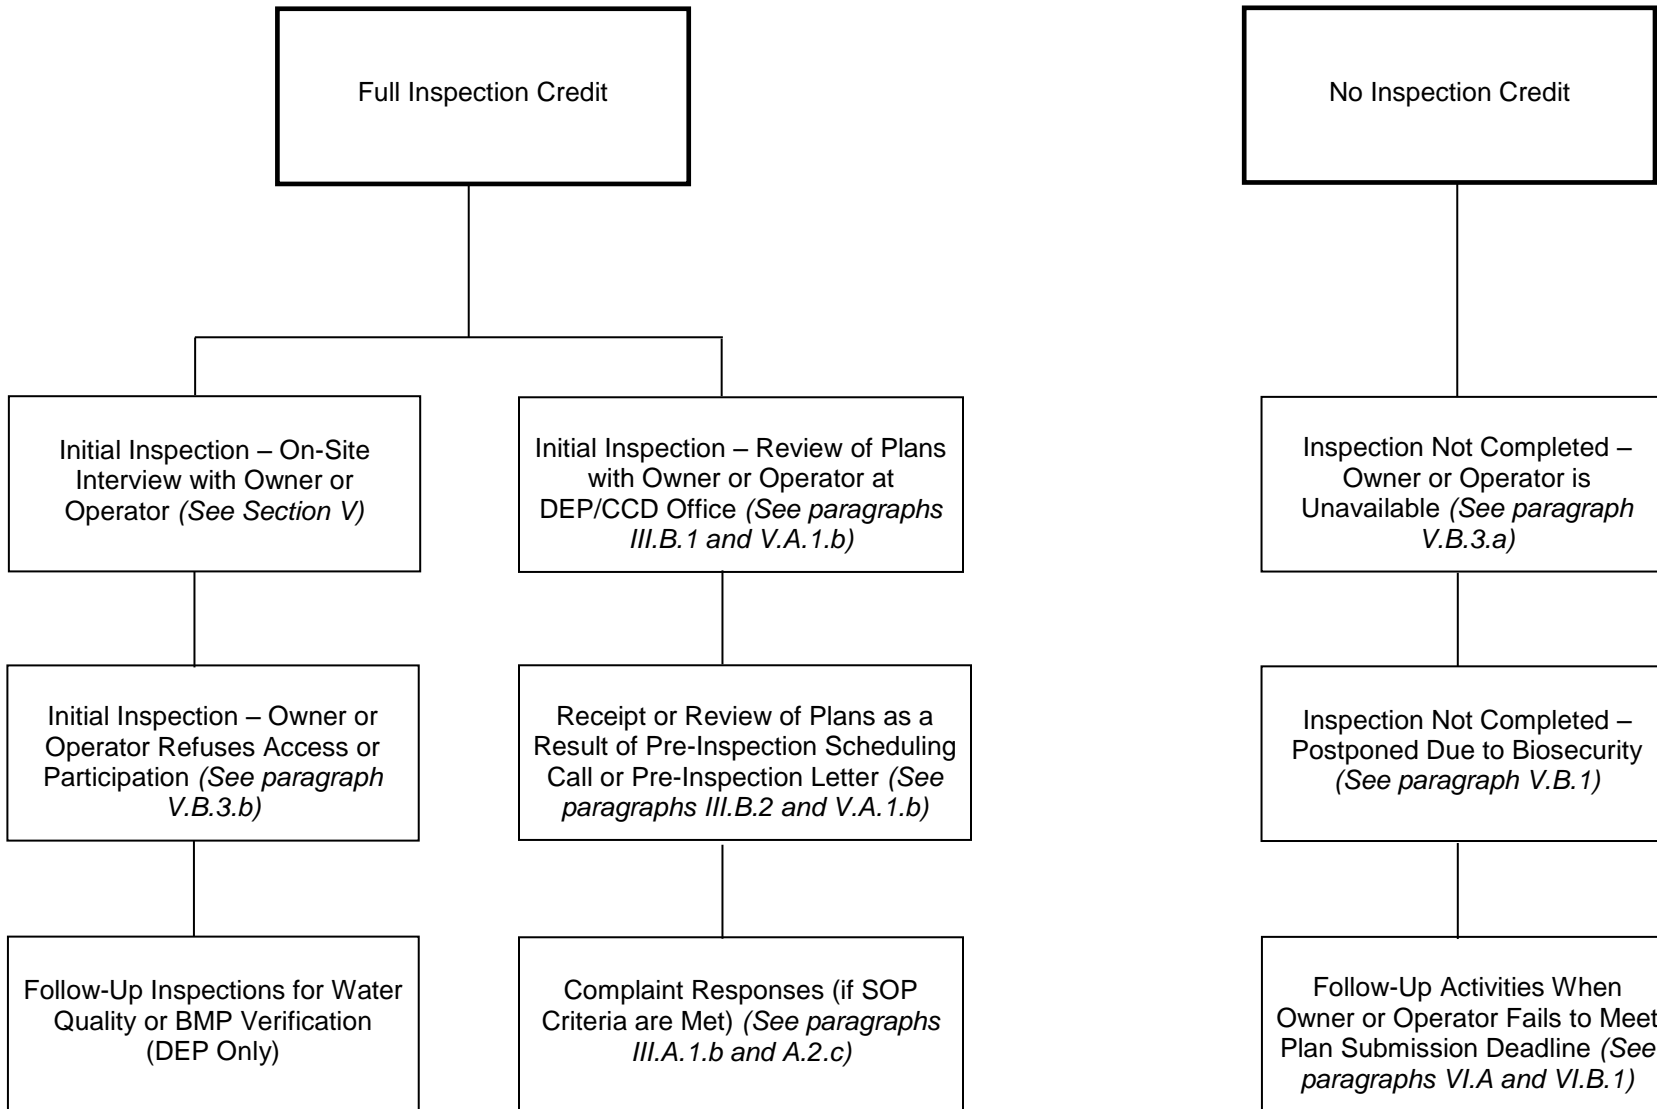 Full Inspection Credit
No Inspection Credit
Initial Inspection – On-Site
Interview with Owner or
Operator (See Section V)
Initial Inspection – Review of Plans
with Owner or Operator at
DEP/CCD Office (See paragraphs
III.B.1 and V.A.1.b)
Inspection Not Completed –
Owner or Operator is
Unavailable (See paragraph
V.B.3.a)
Initial Inspection – Owner or
Operator Refuses Access or
Participation (See paragraph
V.B.3.b)
Receipt or Review of Plans as a
Result of Pre-Inspection Scheduling
Call or Pre-Inspection Letter (See
paragraphs III.B.2 and V.A.1.b)
Inspection Not Completed –
Postponed Due to Biosecurity
(See paragraph V.B.1)
Follow-Up Inspections for Water
Quality or BMP Verification
(DEP Only)
Complaint Responses (if SOP
Criteria are Met) (See paragraphs
III.A.1.b and A.2.c)
Follow-Up Activities When
Owner or Operator Fails to Meet
Plan Submission Deadline (See
paragraphs VI.A and VI.B.1)